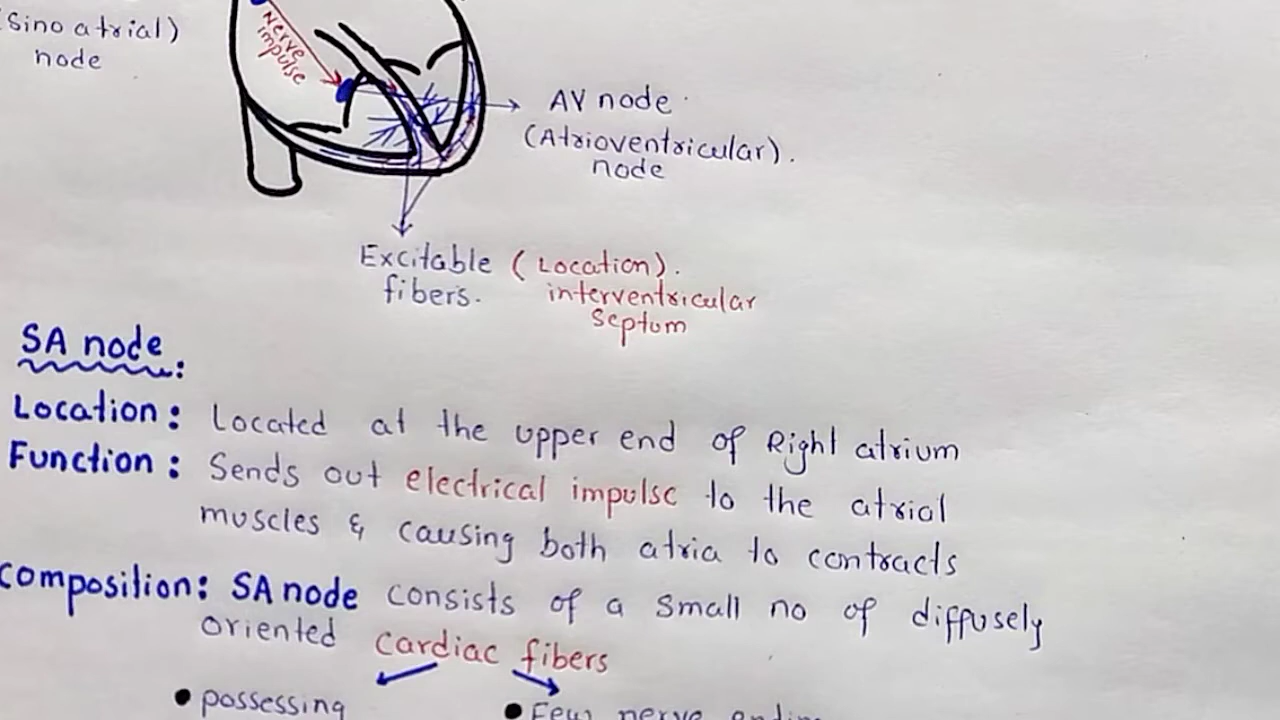 (Sino atrial)
node
Nerve
impulse
AV node
(Atrioventricular).
node
Excitable (Location).
fibers. interventricular
Septum
SA node :
Location : Located at the upper end of Right atrium
Function : Sends out electrical impulse to the atrial
muscles & causing both atria to contracts
composition: SA node consists of a small no of diffusely
oriented cardiac fibers
• possessing
• Few nerve